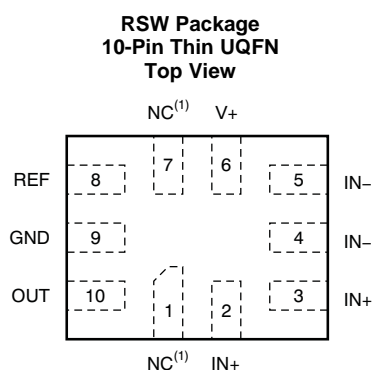 RSW Package
10-Pin Thin UQFN
Top View
NC(1) V+
7 6
REF 8 5 IN−
GND 9 4 IN−
OUT 10 3 IN+
1 2
NC(1) IN+